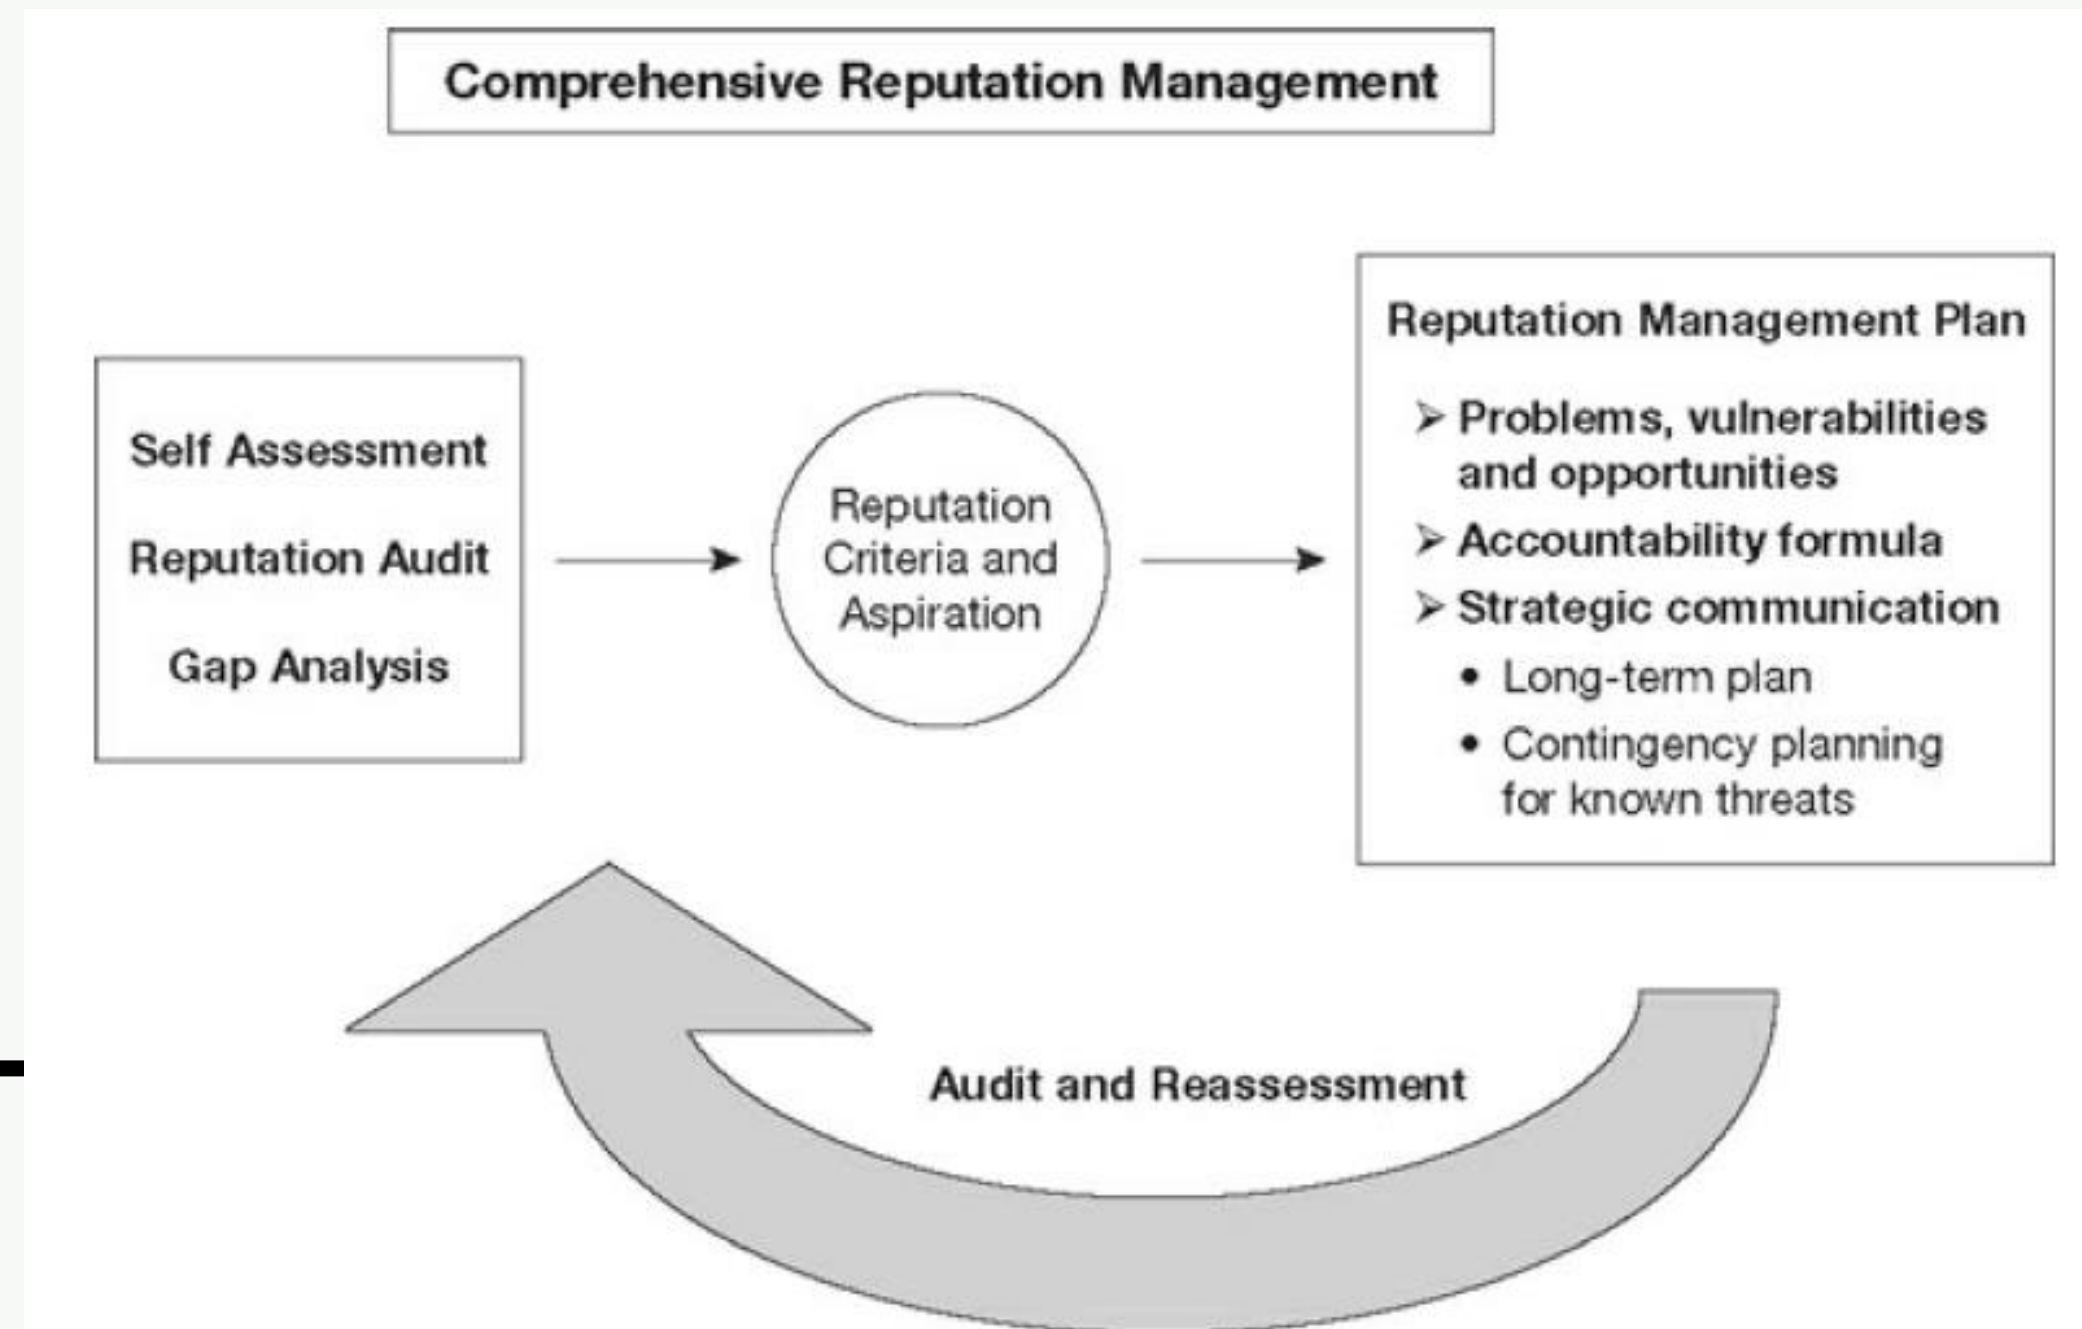 Comprehensive Reputation Management
Self Assessment
Reputation Audit
Gap Analysis
Reputation
Criteria and
Aspiration
Reputation Management Plan
➢ Problems, vulnerabilities
and opportunities
➢ Accountability formula
➢ Strategic communication
• Long-term plan
• Contingency planning
for known threats
Audit and Reassessment